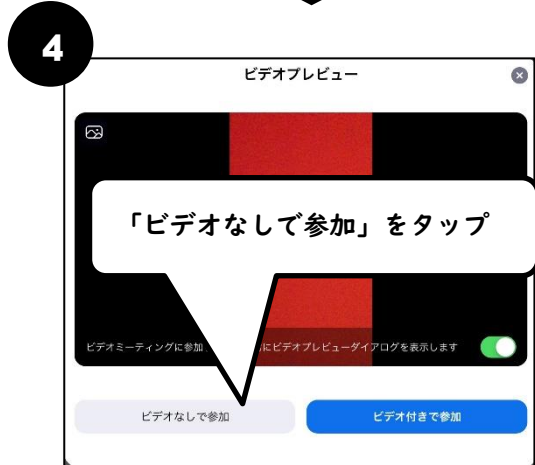 4
ビデオプレビュー
「ビデオなしで参加」をタップ
ビデオミーティングに参加 にビデオプレビューダイアログを表示します
ビデオなしで参加
ビデオ付きで参加